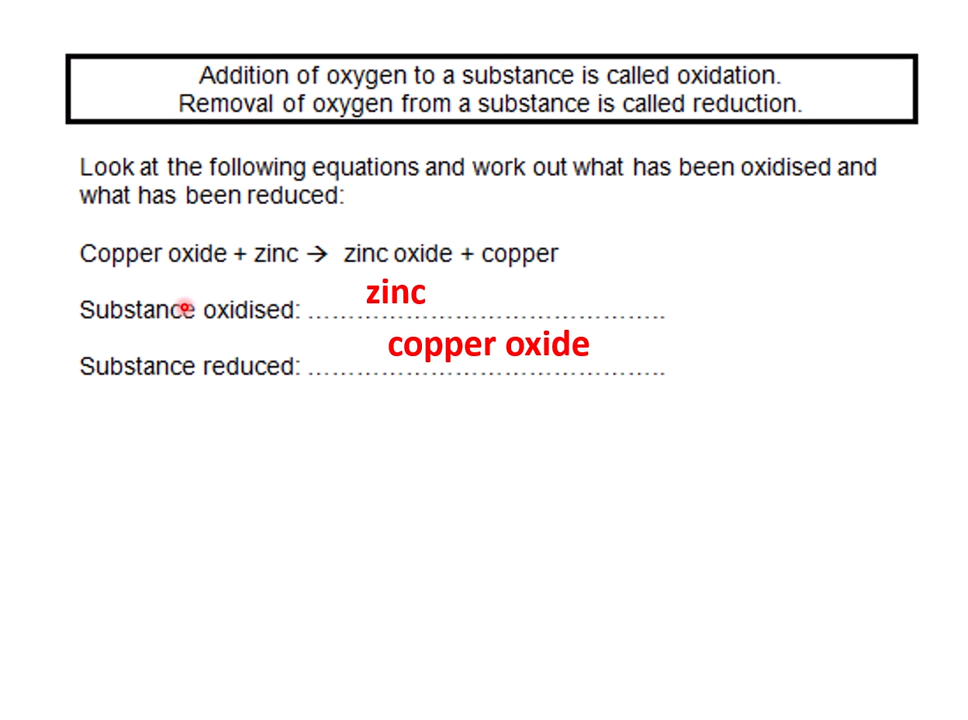 Addition of oxygen to a substance is called oxidation.
Removal of oxygen from a substance is called reduction.
Look at the following equations and work out what has been oxidised and
what has been reduced:
Copper oxide + zinc → zinc oxide + copper
zinc
Substance oxidised: …………………………………..
copper oxide
Substance reduced: …………………………………..